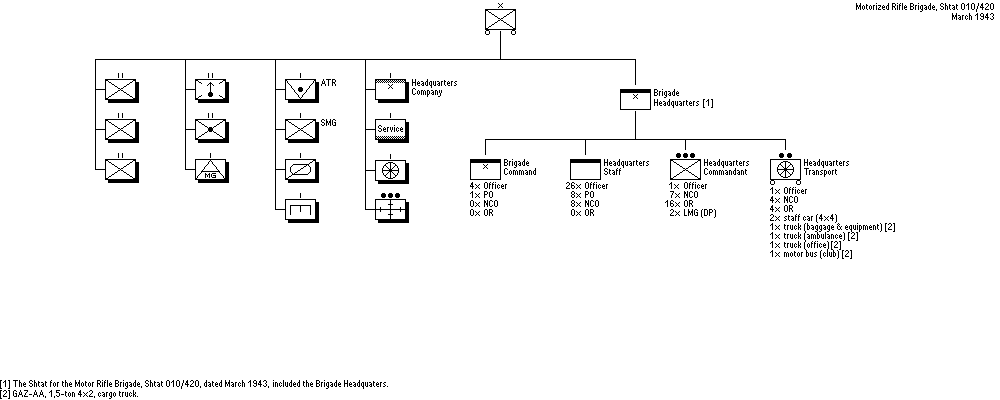 Motorized Rifle Brigade, Shtat 010/420
March 1943
ATR
Headquarters
Company
Brigade
Headquarters [1]
SMG
Service
MG
Brigade
Command
4× Officer
1× PO
0× NCO
0× OR
Headquarters
Staff
26× Officer
8× PO
8× NCO
0× OR
Headquarters
Commandant
1× Officer
7× NCO
16× OR
2× LMG (DP)
Headquarters
Transport
1× Officer
4× NCO
4× OR
2× staff car (4×4)
1× truck (baggage & equipment) [2]
1× truck (ambulance) [2]
1× truck (office) [2]
1× motor bus (club) [2]
[1] The Shtat for the Motor Rifle Brigade, Shtat 010/420, dated March 1943, included the Brigade Headquaters.
[2] GAZ-AA, 1,5-ton 4×2, cargo truck.